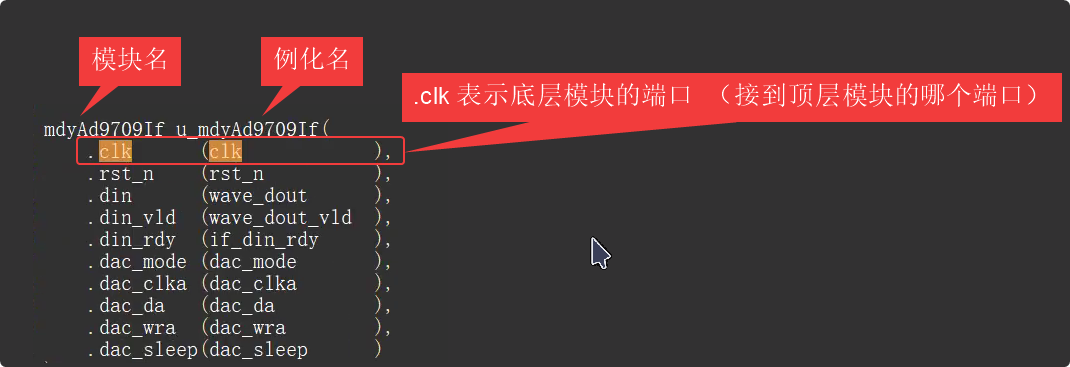 模块名
例化名
.clk 表示底层模块的端口 （接到顶层模块的哪个端口）
mdyAd9709If u_mdyAd9709If(
.clk (clk ),
.rst_n (rst_n ),
.din (wave_dout ),
.din_vld (wave_dout_vld ),
.din_rdy (if_din_rdy ),
.dac_mode (dac_mode ),
.dac_clka (dac_clka ),
.dac_da (dac_da ),
.dac_wra (dac_wra ),
.dac_sleep(dac_sleep )